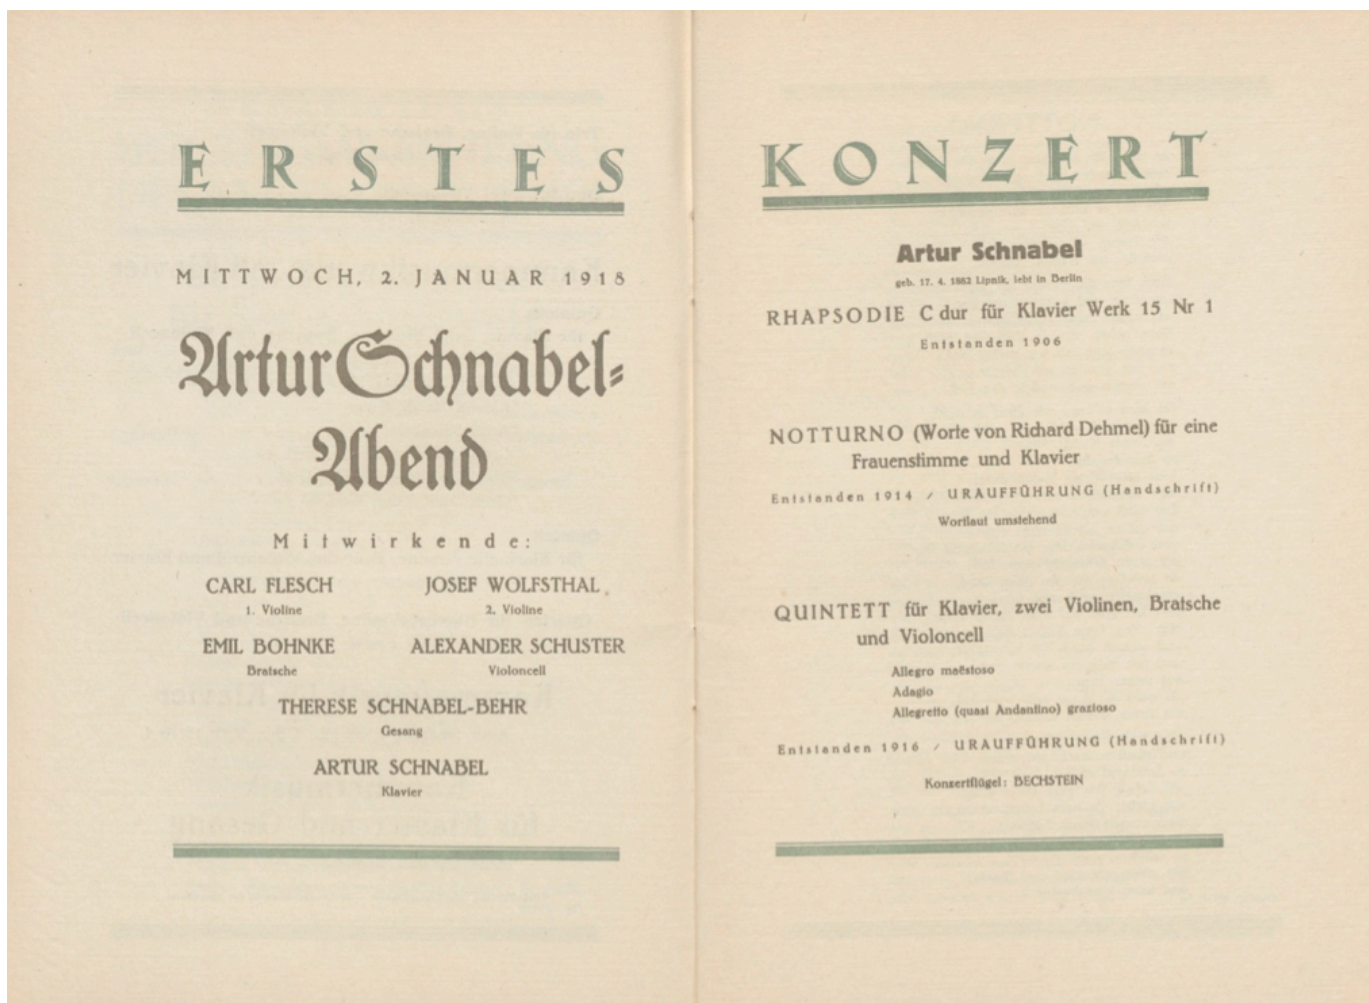 ERSTES
MITTWOCH, 2. JANUAR 1918
Artur Schnabel-
Abend
Mitwirkende:
CARL FLESCH
1. Violine
JOSEF WOLFSTHAL
2. Violine
EMIL BOHNKE
Bratsche
ALEXANDER SCHUSTER
Violoncell
THERESE SCHNABEL-BEHR
Gesang
ARTUR SCHNABEL
Klavier
KONZERT
Artur Schnabel
geb. 17. 4. 1882 Lipnik, lebt in Berlin
RHAPSODIE C dur für Klavier Werk 15 Nr 1
Entstanden 1906
NOTTURNO (Worte von Richard Dehmel) für eine
Frauenstimme und Klavier
Entstanden 1914 / URAUFFÜHRUNG (Handschrift)
Wortlaut umstehend
QUINTETT für Klavier, zwei Violinen, Bratsche
und Violoncell
Allegro maëstoso
Adagio
Allegretto (quasi Andantino) grazioso
Entstanden 1916 / URAUFFÜHRUNG (Handschrift)
Konzertflügel: BECHSTEIN